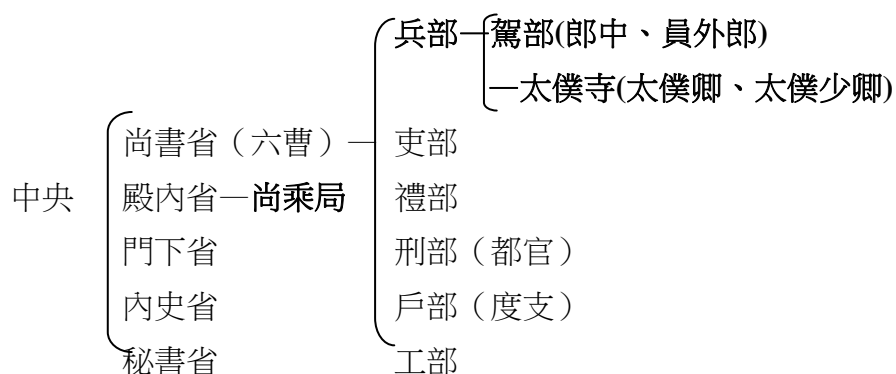 兵部—駕部(郎中、員外郎)
—太僕寺(太僕卿、太僕少卿)
尚書省（六曹）— 吏部
中央 殿內省—尚乘局 禮部
門下省 刑部（都官）
內史省 戶部（度支）
秘書省 工部